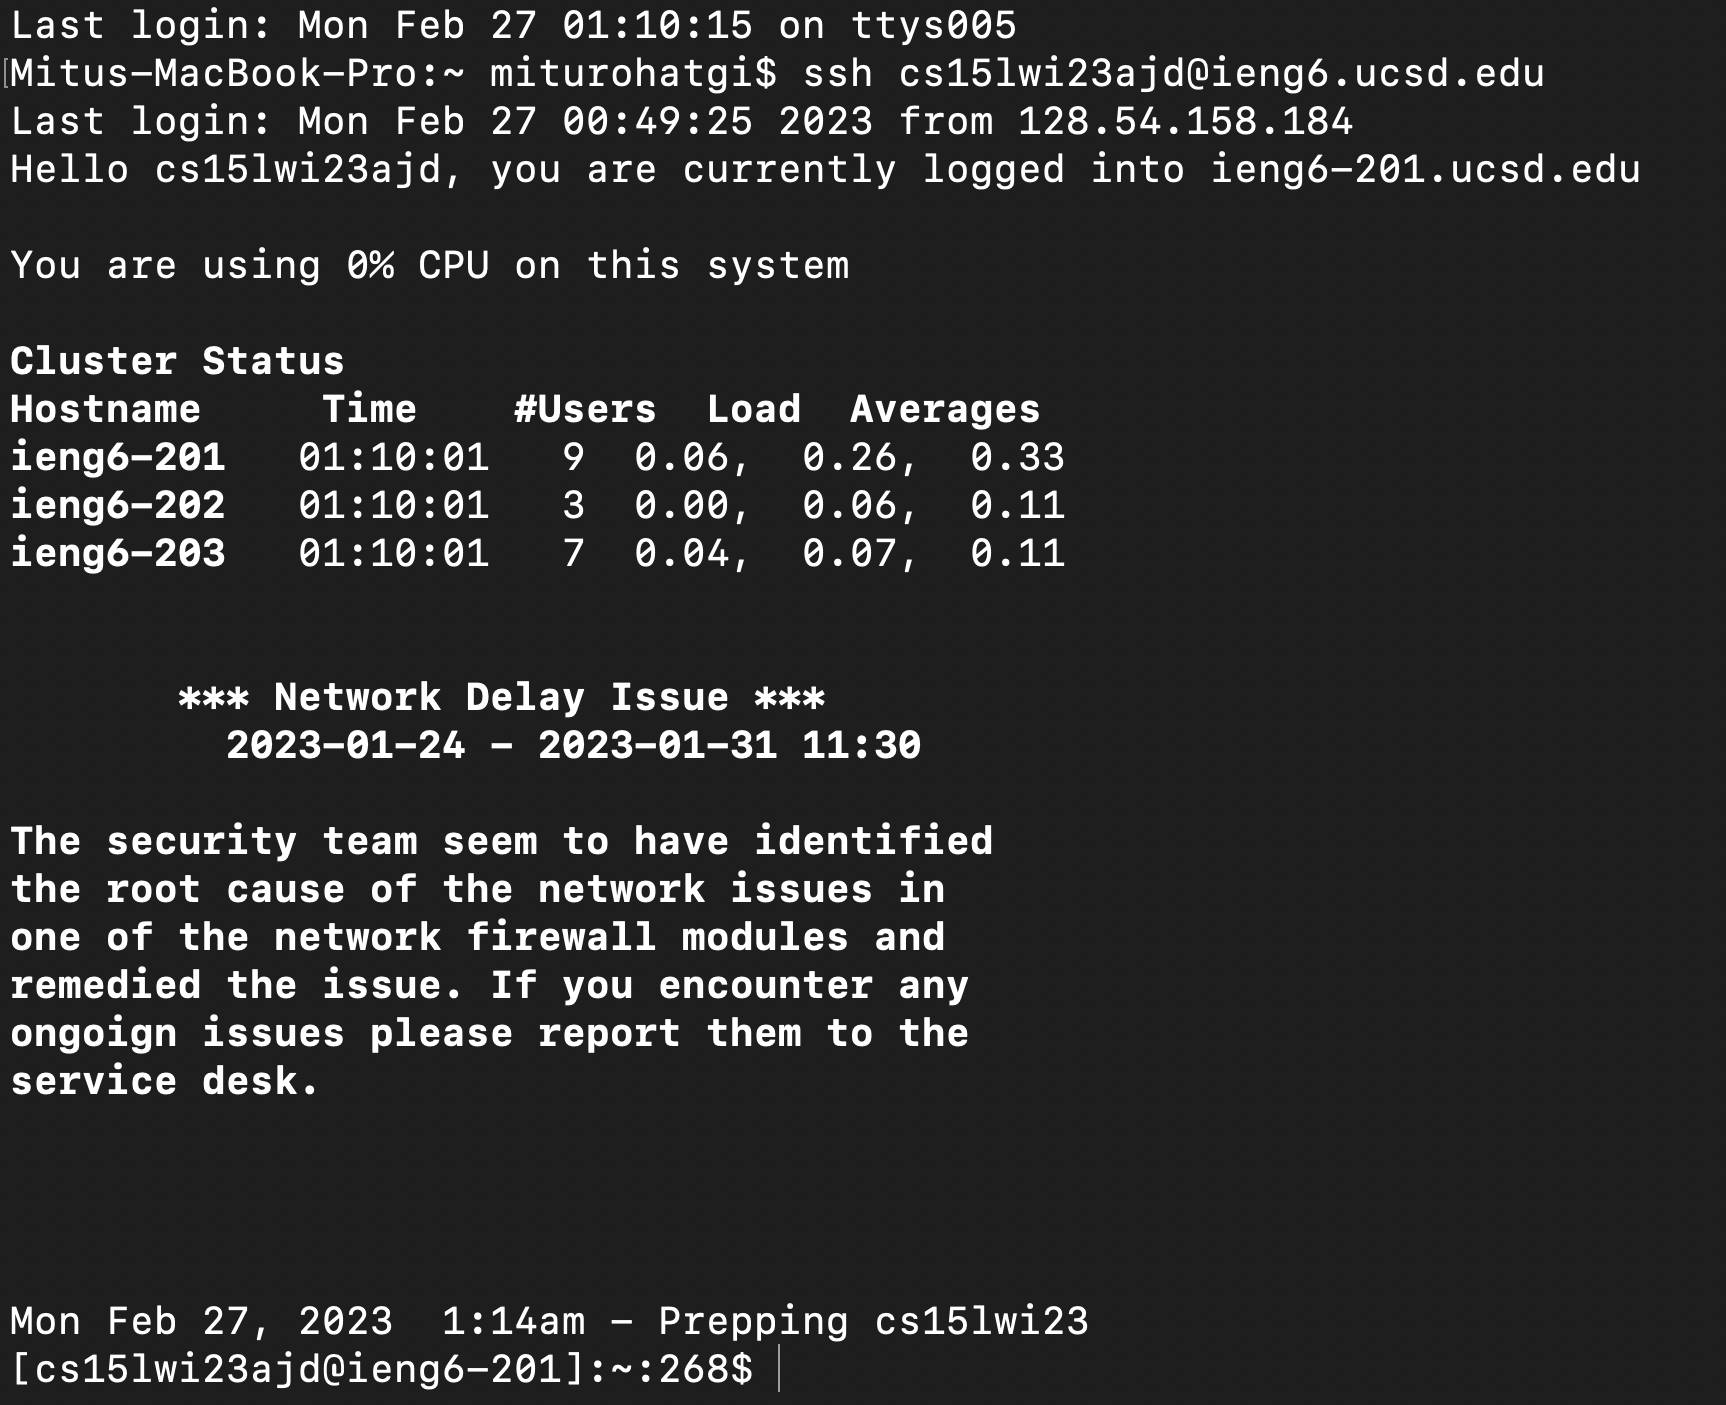 Last login: Mon Feb 27 01:10:15 on ttys005
[Mitus-MacBook-Pro:~ miturohatgi$ ssh cs15lwi23ajd@ieng6.ucsd.edu
Last login: Mon Feb 27 00:49:25 2023 from 128.54.158.184
Hello cs15lwi23ajd, you are currently logged into ieng6-201.ucsd.edu
You are using 0% CPU on this system
Cluster Status
Hostname     Time    #Users  Load  Averages
ieng6-201   01:10:01   9  0.06,  0.26,  0.33
ieng6-202   01:10:01   3  0.00,  0.06,  0.11
ieng6-203   01:10:01   7  0.04,  0.07,  0.11
*** Network Delay Issue ***
2023-01-24 - 2023-01-31 11:30
The security team seem to have identified
the root cause of the network issues in
one of the network firewall modules and
remedied the issue. If you encounter any
ongoign issues please report them to the
service desk.
Mon Feb 27, 2023  1:14am - Prepping cs15lwi23
[cs15lwi23ajd@ieng6-201]:~:268$